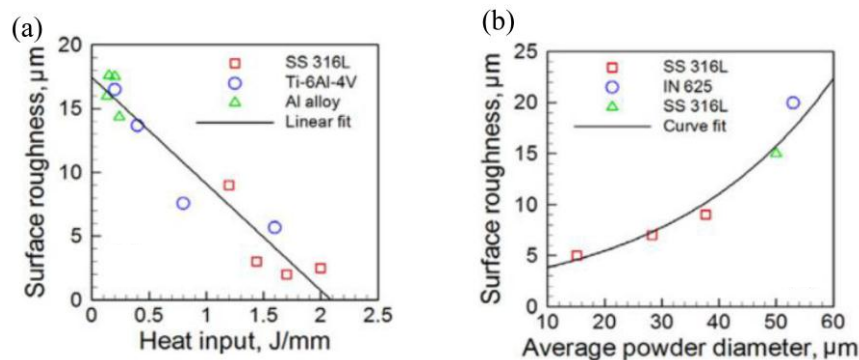 (a)
Surface roughness, µm
20
15
10
5
0
SS 316L
Ti-6Al-4V
Al alloy
Linear fit
0 0.5 1 1.5 2 2.5
Heat input, J/mm
(b)
Surface roughness, µm
25
20
15
10
5
0
SS 316L
IN 625
SS 316L
Curve fit
10 20 30 40 50 60
Average powder diameter, µm